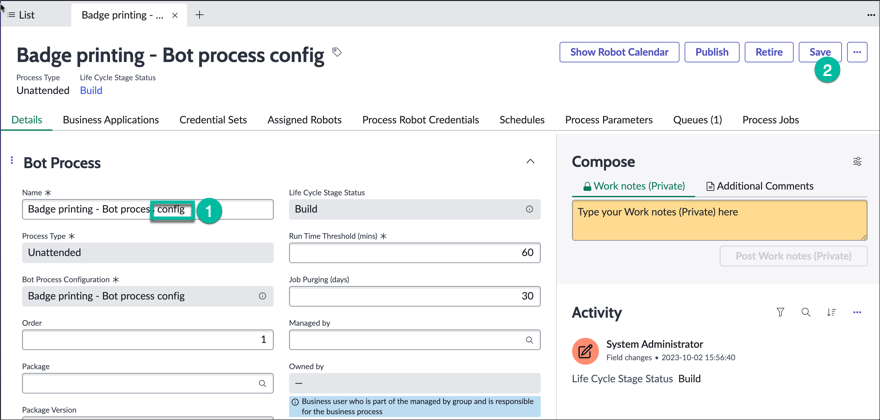 List
Badge printing - ...
Badge printing - Bot process config
Show Robot Calendar
Publish
Retire
Save
2
Process Type
Life Cycle Stage Status
Unattended
Build
Details
Business Applications
Credential Sets
Assigned Robots
Process Robot Credentials
Schedules
Process Parameters
Queues (1)
Process Jobs
Bot Process
Name
Badge printing - Bot process config
1
Life Cycle Stage Status
Build
Process Type
Unattended
Run Time Threshold (mins)
60
Bot Process Configuration
Badge printing - Bot process config
Job Purging (days)
30
Order
1
Managed by
Package
Owned by
—
Business user who is part of the managed by group and is responsible
for the business process
Package Version
Compose
Work notes (Private)
Additional Comments
Type your Work notes (Private) here
Post Work notes (Private)
Activity
System Administrator
Field changes • 2023-10-02 15:56:40
Life Cycle Stage Status Build